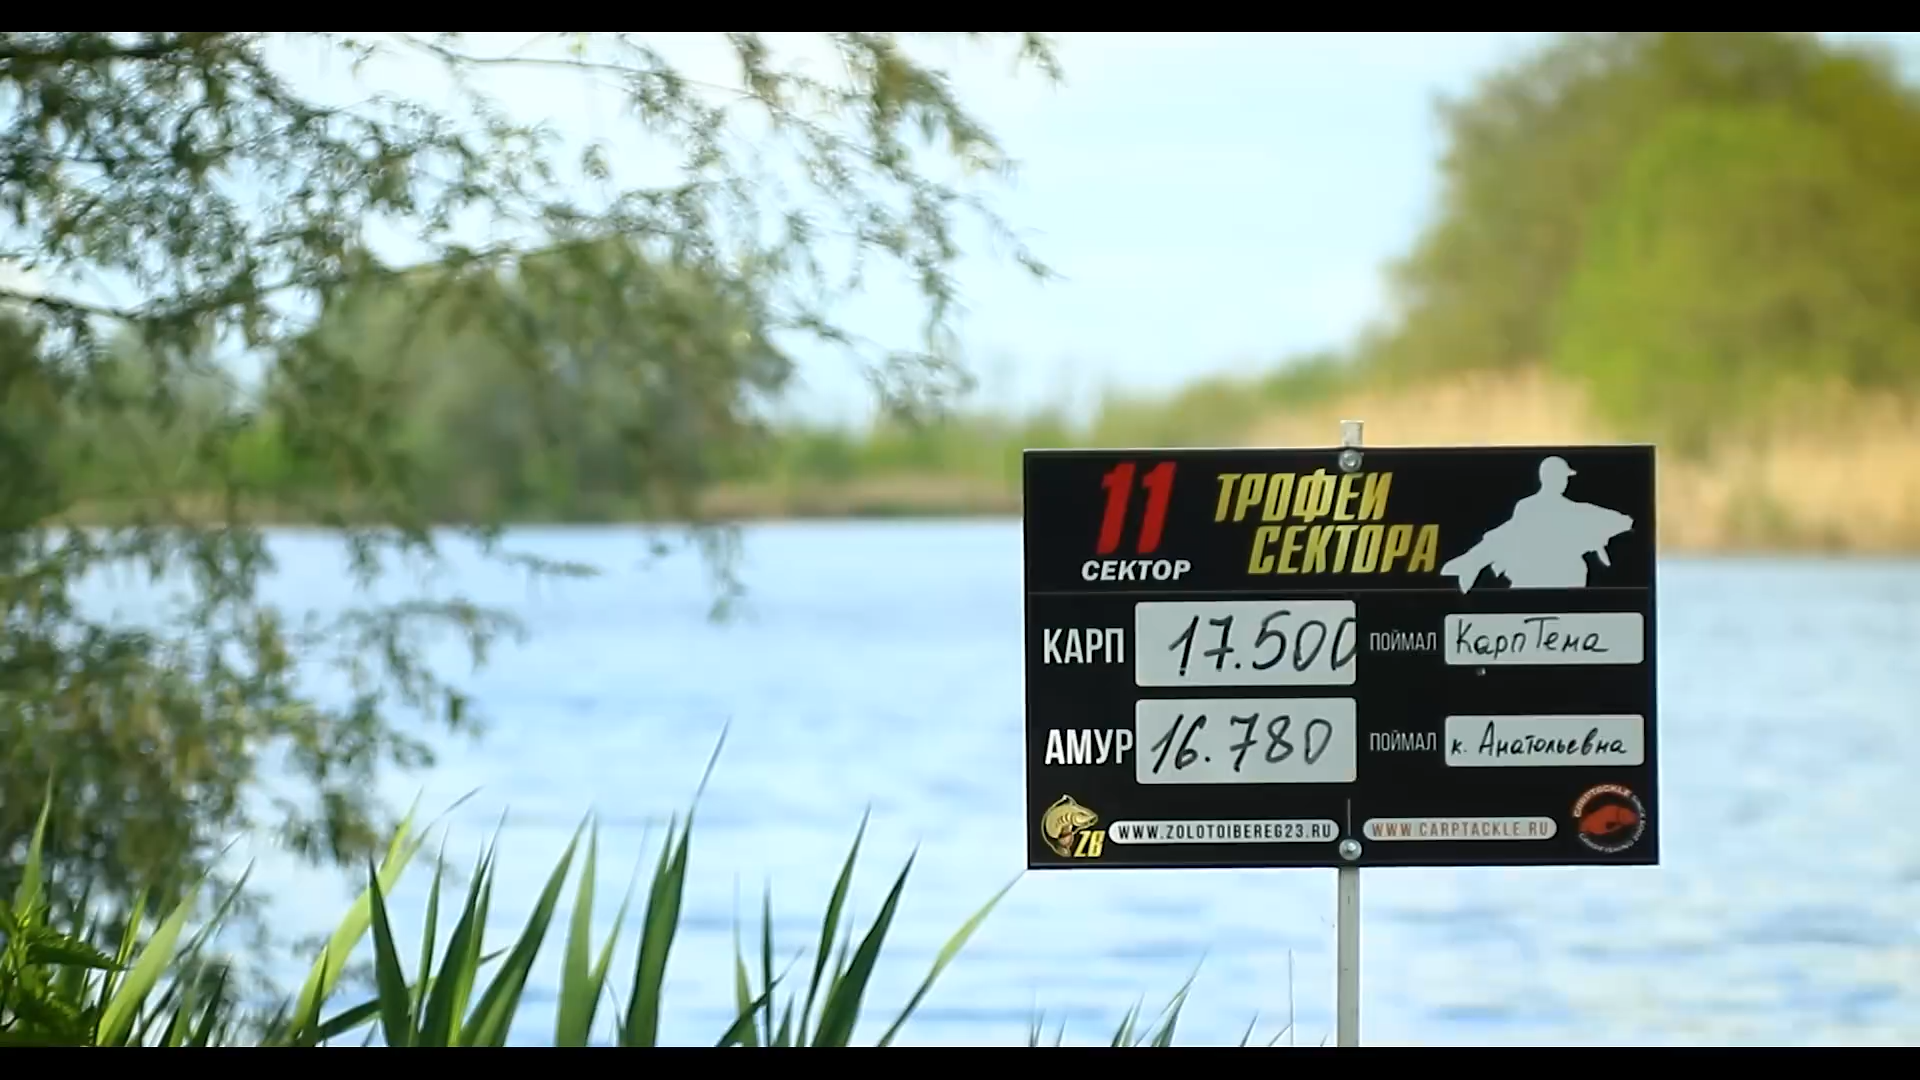 11
СЕКТОР
ТРОФЕИ
СЕКТОРА
КАРП 17.500 ПОЙМАЛ КарпТема
АМУР 16.780 ПОЙМАЛ к. Анатольевна
ZB WWW.ZOLOTOIBEREG23.RU WWW.CARPTACKLE.RU CARPTACKLE